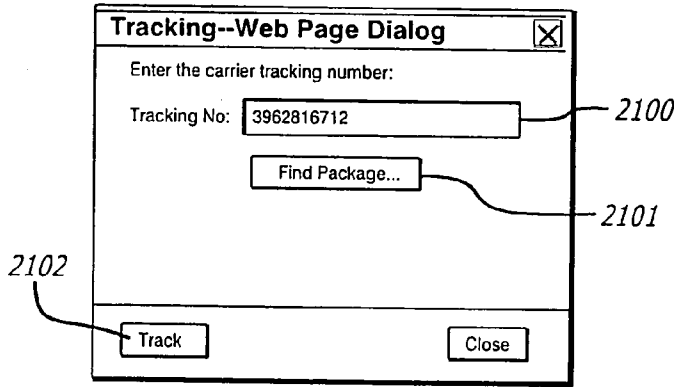 Tracking--Web Page Dialog
Enter the carrier tracking number:
Tracking No: 3962816712
2100
Find Package...
2101
2102
Track
Close